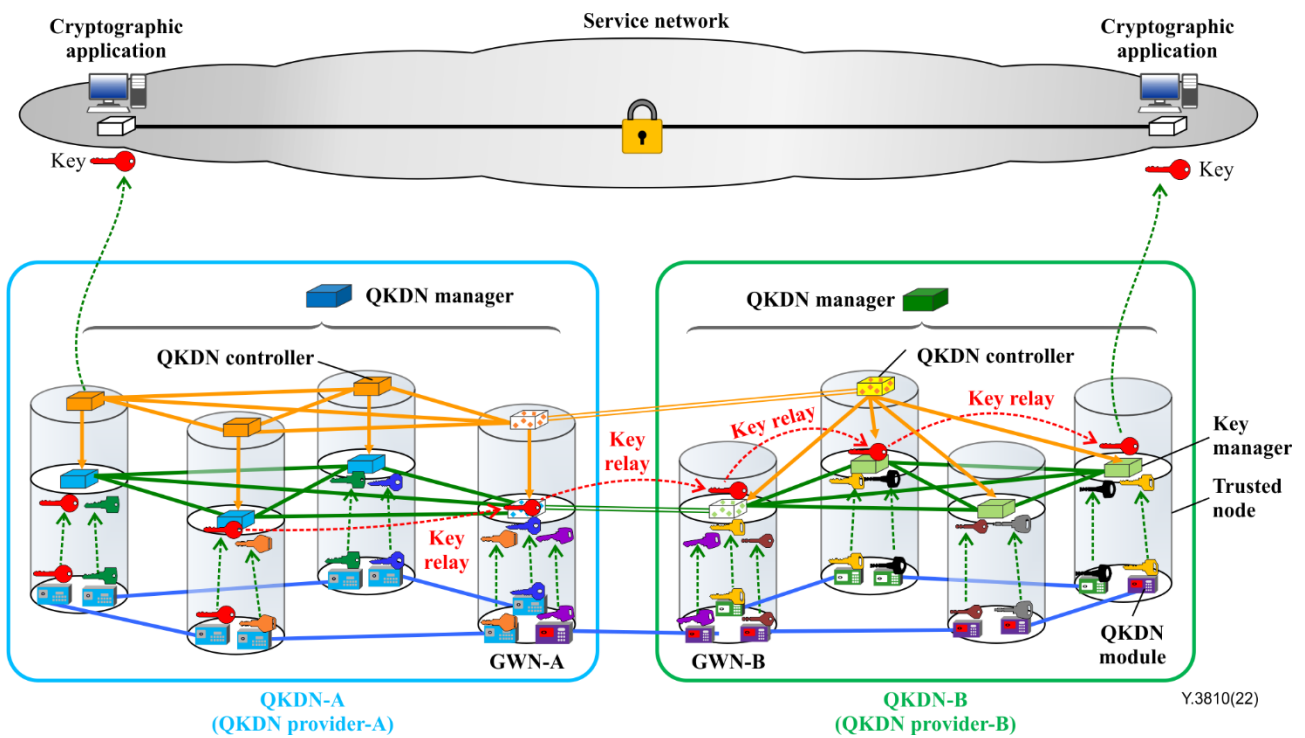 Service network
Cryptographic
application
Cryptographic
application
Key
Key
QKDN manager
QKDN manager
QKDN controller
QKDN controller
Key relay
Key relay
Key
relay
Key
relay
Key
manager
Trusted
node
QKDN
module
GWN-A
GWN-B
QKDN-A
(QKDN provider-A)
QKDN-B
(QKDN provider-B)
Y.3810(22)